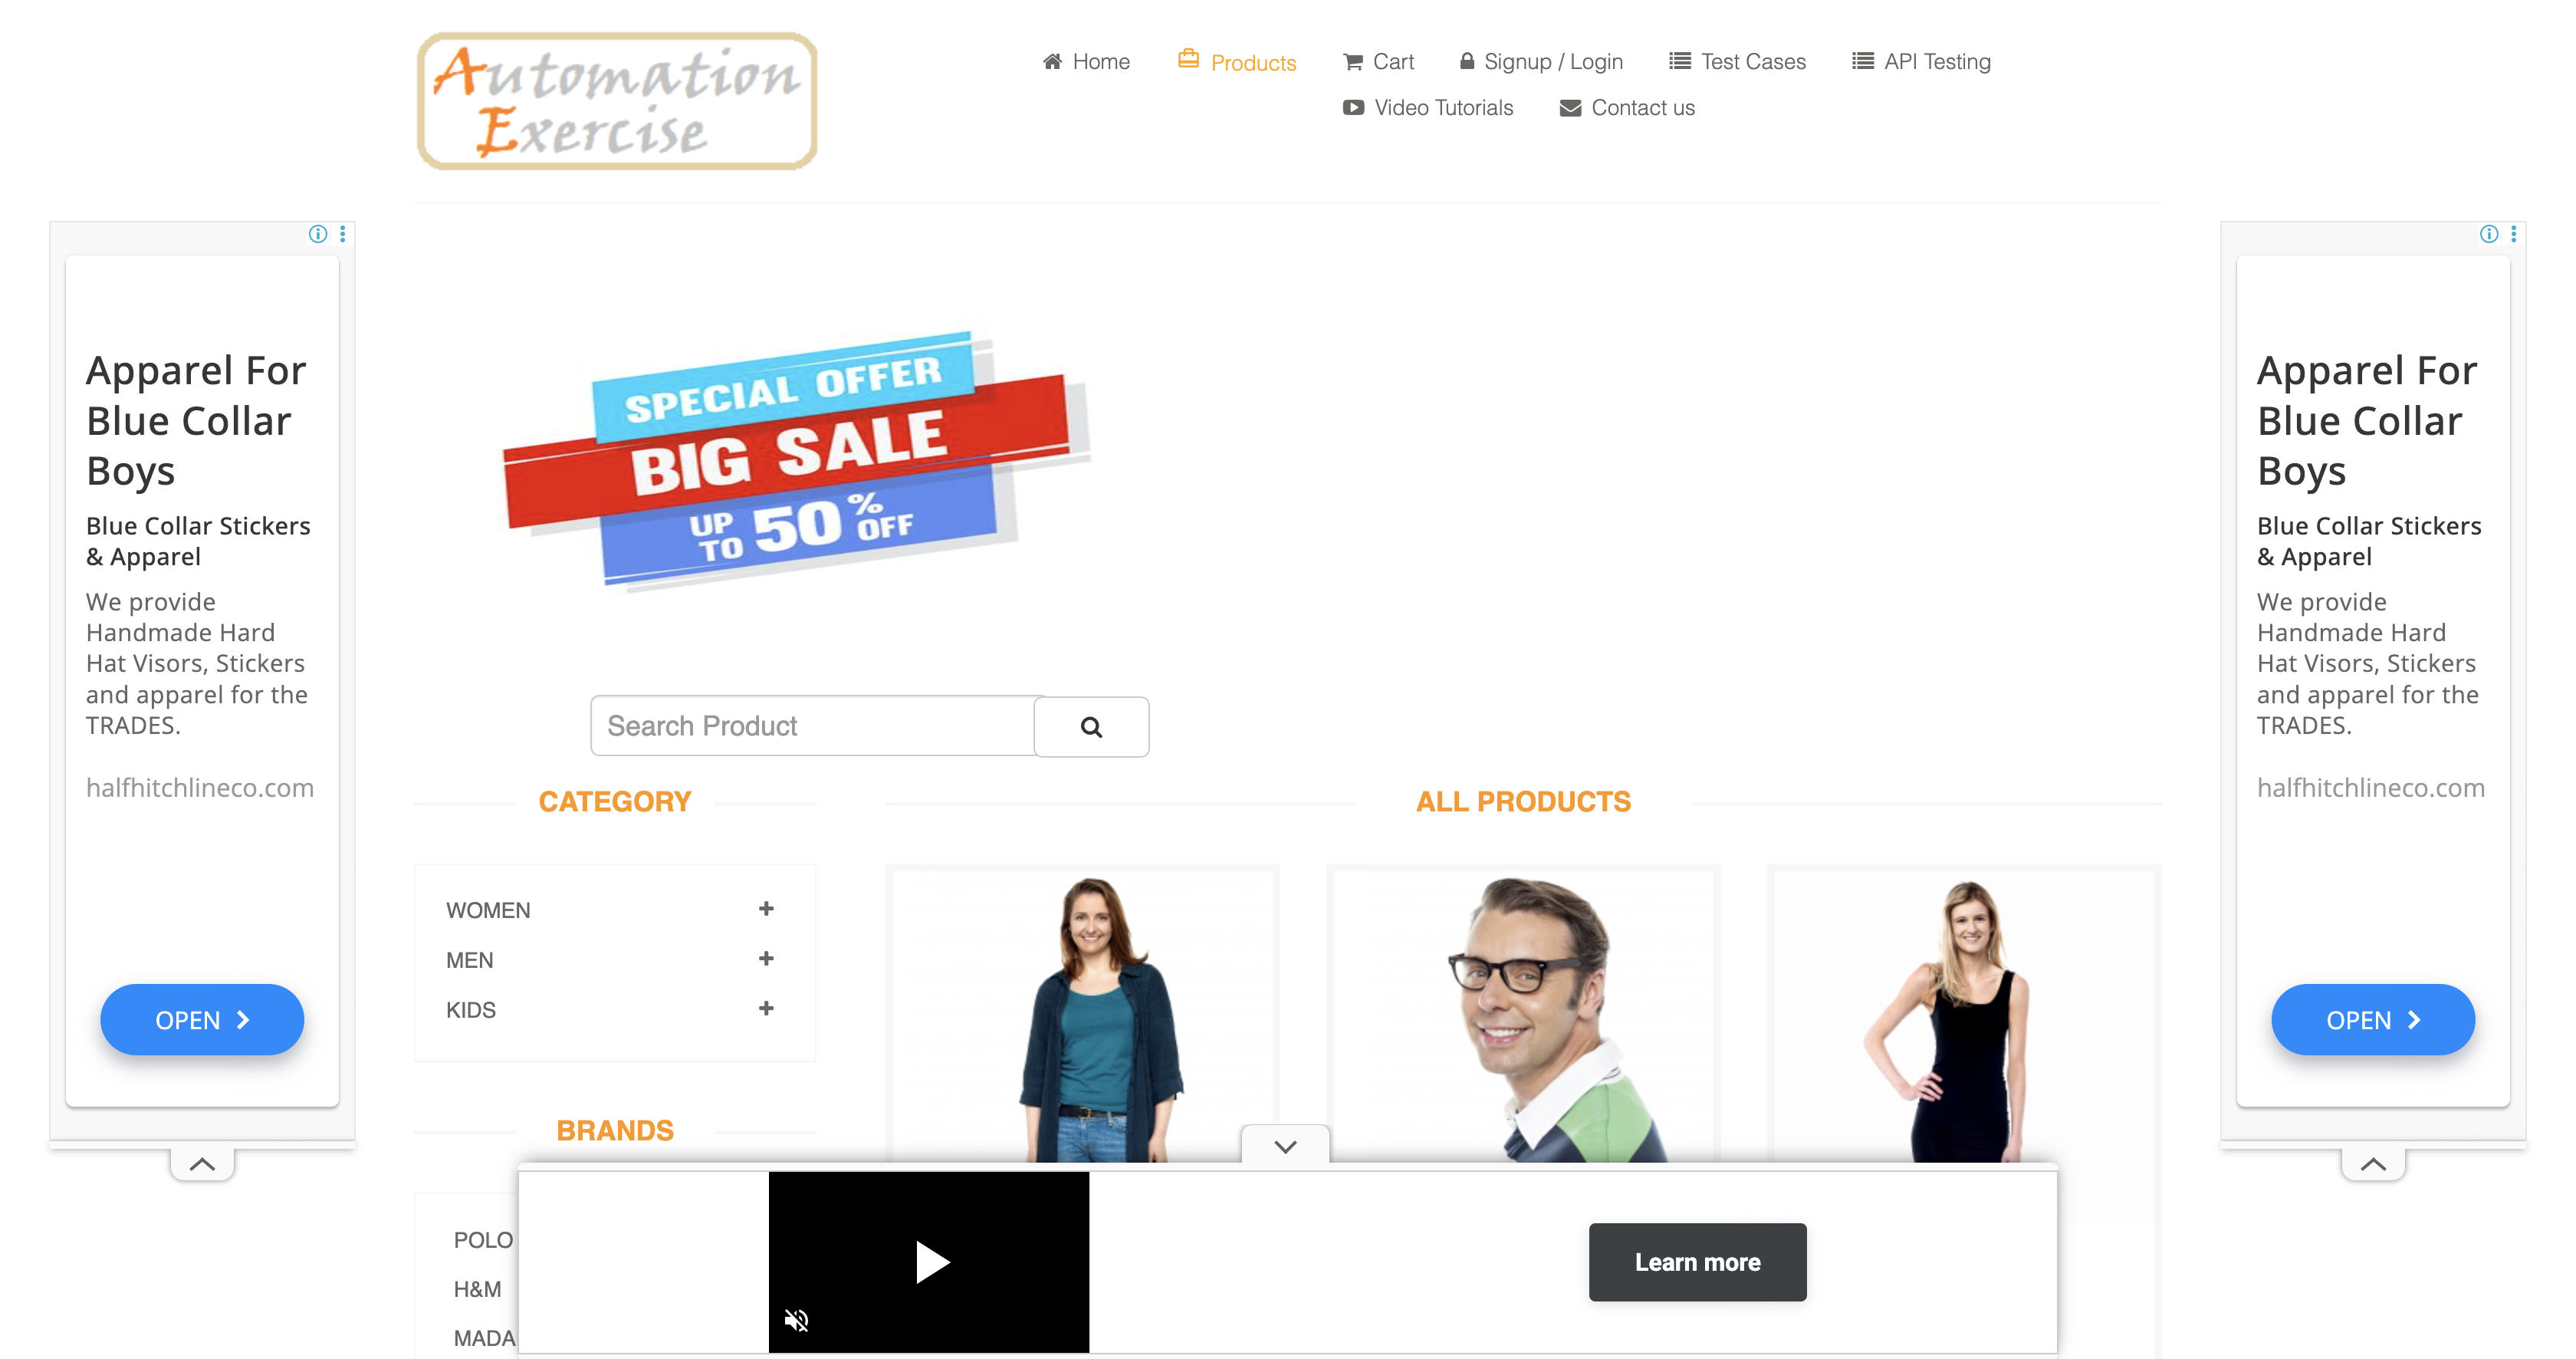 Automation
Exercise
Home
Products
Cart
Signup / Login
Test Cases
API Testing
Video Tutorials
Contact us
Apparel For
Blue Collar
Boys
Blue Collar Stickers
& Apparel
We provide
Handmade Hard
Hat Visors, Stickers
and apparel for the
TRADES.
halfhitchlineco.com
OPEN
SPECIAL OFFER
BIG SALE
UP TO 50% OFF
Search Product
CATEGORY
WOMEN
MEN
KIDS
BRANDS
POLO
H&M
MADA
ALL PRODUCTS
Learn more
Apparel For
Blue Collar
Boys
Blue Collar Stickers
& Apparel
We provide
Handmade Hard
Hat Visors, Stickers
and apparel for the
TRADES.
halfhitchlineco.com
OPEN